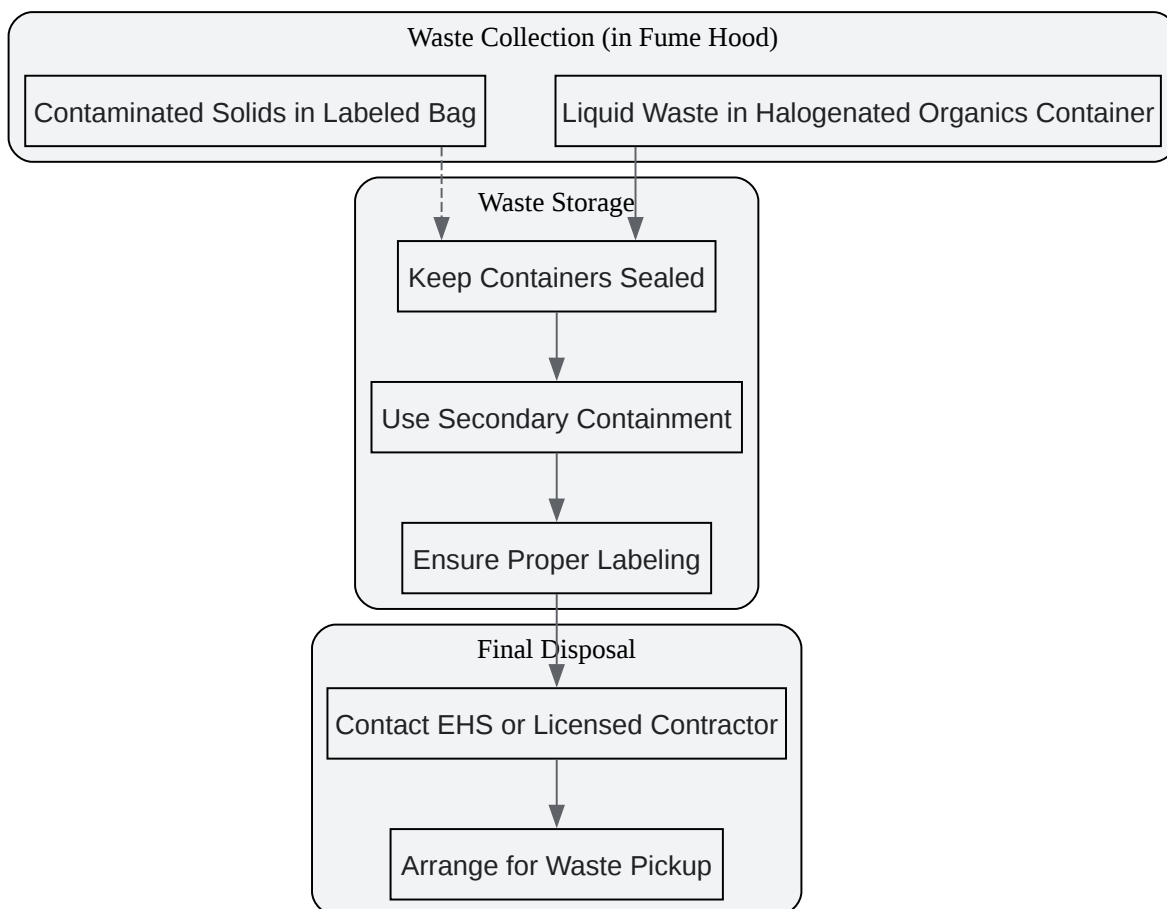 Waste Collection (in Fume Hood)
Contaminated Solids in Labeled Bag
Liquid Waste in Halogenated Organics Container
Waste Storage
Keep Containers Sealed
Use Secondary Containment
Ensure Proper Labeling
Final Disposal
Contact EHS or Licensed Contractor
Arrange for Waste Pickup